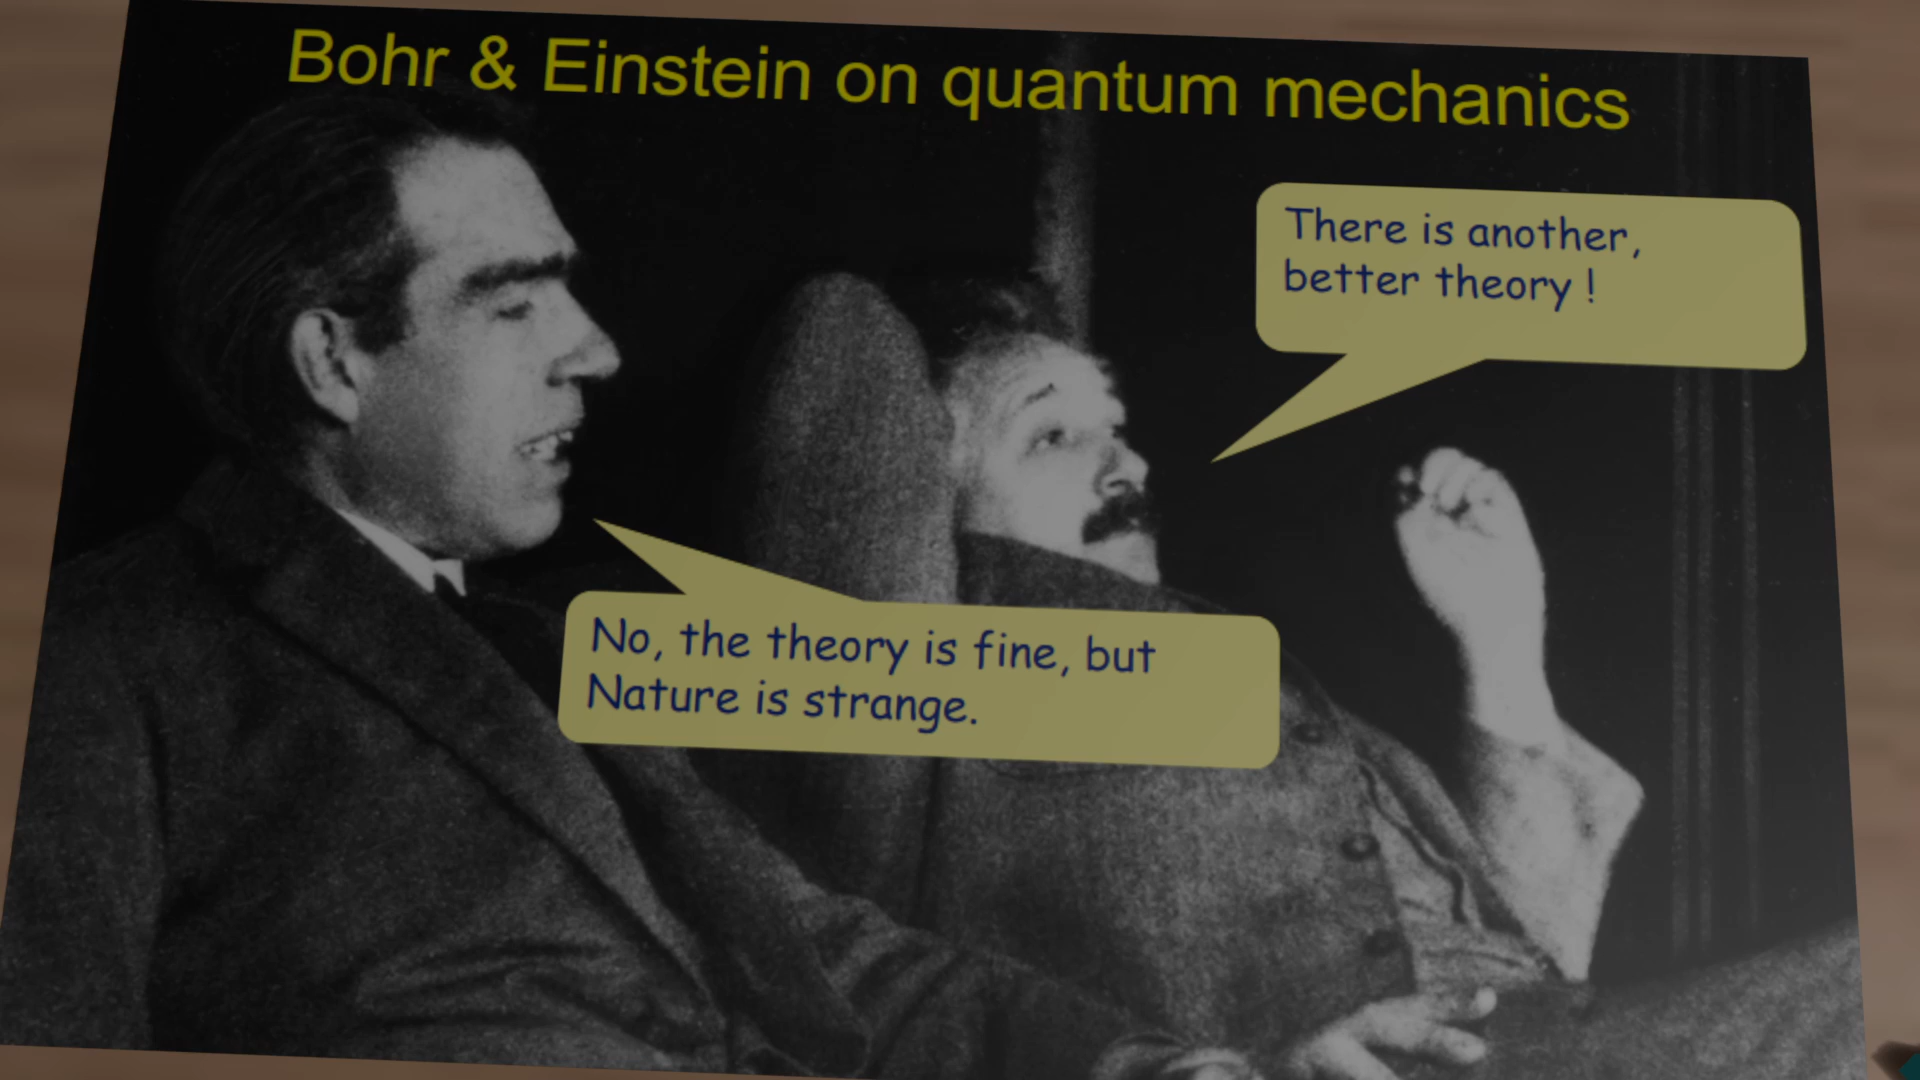 Bohr & Einstein on quantum mechanics
There is another,
better theory !
No, the theory is fine, but
Nature is strange.